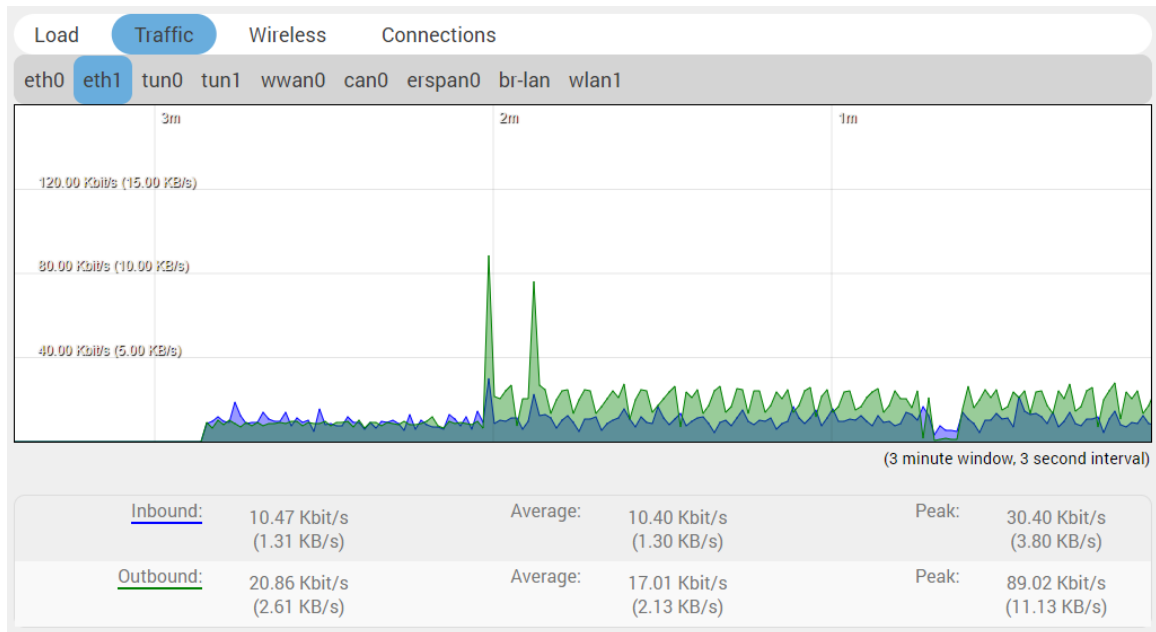 Load Traffic Wireless Connections
eth0 eth1 tun0 tun1 wwan0 can0 erspan0 br-lan wlan1
3m 2m 1m
120.00 Kbit/s (15.00 KB/s)
80.00 Kbit/s (10.00 KB/s)
40.00 Kbit/s (5.00 KB/s)
(3 minute window, 3 second interval)
Inbound: 10.47 Kbit/s Average: 10.40 Kbit/s Peak: 30.40 Kbit/s
(1.31 KB/s) (1.30 KB/s) (3.80 KB/s)
Outbound: 20.86 Kbit/s Average: 17.01 Kbit/s Peak: 89.02 Kbit/s
(2.61 KB/s) (2.13 KB/s) (11.13 KB/s)